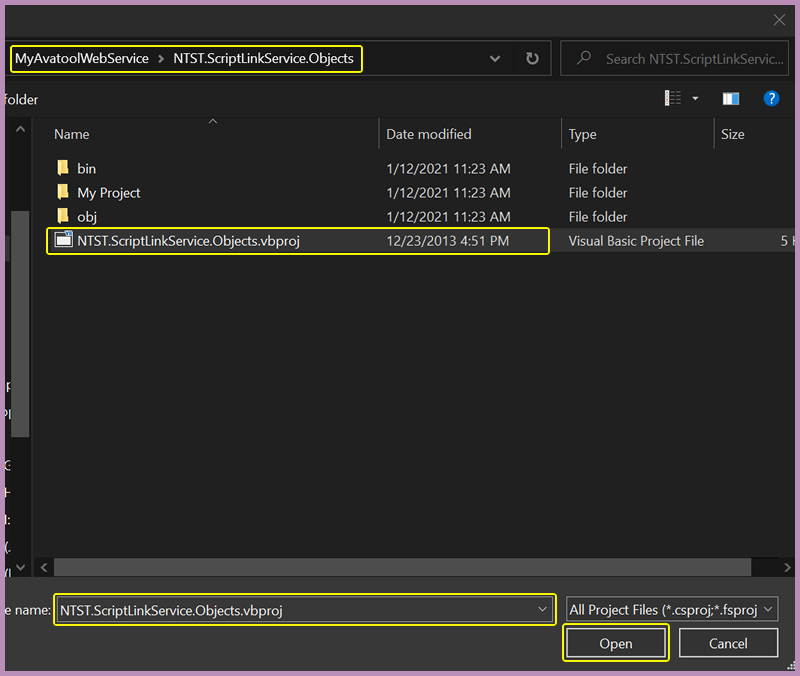 MyAvatoolWebService > NTST.ScriptLinkService.Objects
Search NTST.ScriptLinkService...
folder
?
Name Date modified Type Size
bin 1/12/2021 11:23 AM File folder
My Project 1/12/2021 11:23 AM File folder
obj 1/12/2021 11:23 AM File folder
NTST.ScriptLinkService.Objects.vbproj 12/23/2013 4:51 PM Visual Basic Project File 5
e name: NTST.ScriptLinkService.Objects.vbproj All Project Files (*.csproj;*.fsproj
Open Cancel